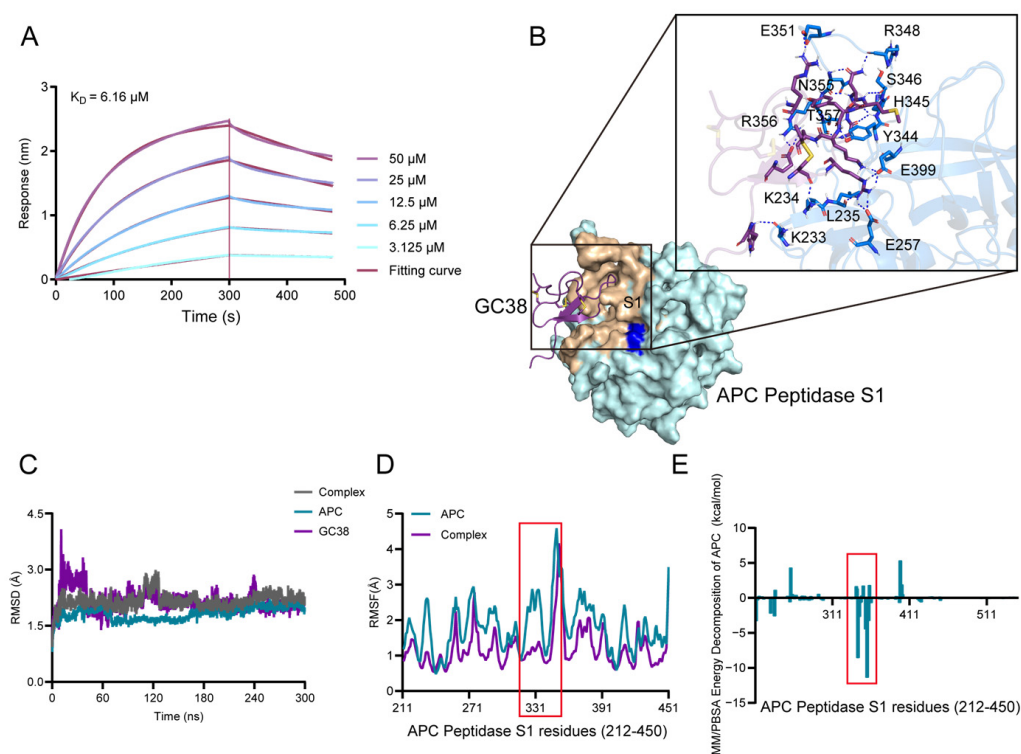 A
K_D = 6.16 μM
Response (nm)
3
2
1
0
0 100 200 300 400 500
Time (s)
50 μM
25 μM
12.5 μM
6.25 μM
3.125 μM
Fitting curve
B
E351
R348
N355
S346
H345
R356
T357
Y344
E399
K234
L235
K233
E257
GC38
S1
APC Peptidase S1
C
Complex
APC
GC38
RMSD (Å)
4.5
3.0
1.5
0.0
0 60 120 180 240 300
Time (ns)
D
APC
Complex
RMSF(Å)
5
4
3
2
1
0
211 271 331 391 451
APC Peptidase S1 residues (212-450)
E
MM/PBSA Energy Decomposition of APC (kcal/mol)
10
5
0
−5
−10
−15
311 411 511
APC Peptidase S1 residues (212-450)